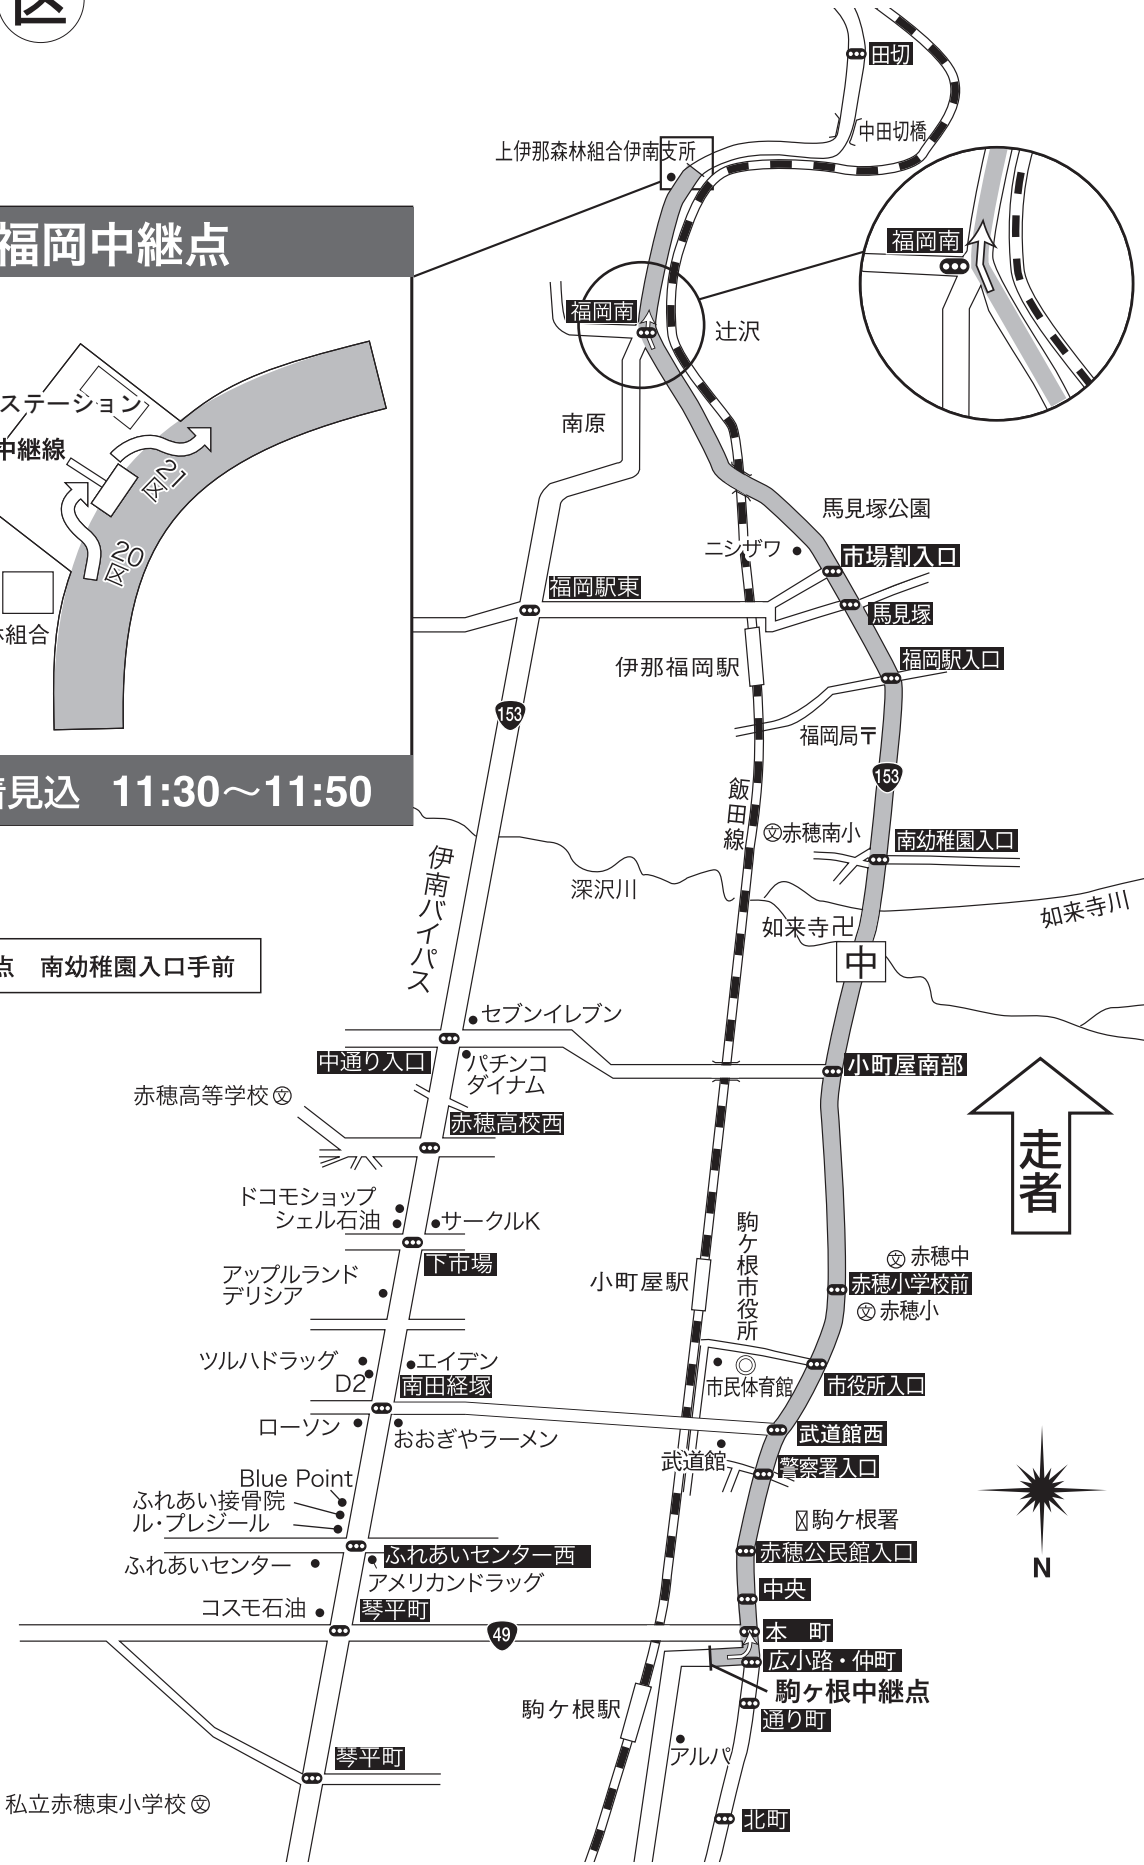 区
田切
中田切橋
上伊那森林組合伊南支所
福岡中継点
福岡南
福岡南
辻沢
ステーション
中継線
21区
20区
組合
南原
馬見塚公園
ニシザワ
市場割入口
福岡駅東
馬見塚
伊那福岡駅
福岡駅入口
153
福岡局〒
153
着見込 11:30〜11:50
飯田線
文赤穂南小
南幼稚園入口
伊南バイパス
深沢川
如来寺卍
如来寺川
点 南幼稚園入口手前
中
セブンイレブン
中通り入口
パチンコ
ダイナム
小町屋南部
赤穂高等学校文
赤穂高校西
走者
ドコモショップ
シェル石油
サークルK
下市場
駒ケ根市役所
文赤穂中
アップルランド
デリシア
小町屋駅
赤穂小学校前
文赤穂小
ツルハドラッグ
エイデン
D2
南田経塚
市民体育館
市役所入口
ローソン
おおぎやラーメン
武道館西
武道館
警察署入口
Blue Point
ふれあい接骨院
ル・プレジール
駒ケ根署
ふれあいセンター
ふれあいセンター西
アメリカンドラッグ
赤穂公民館入口
N
中央
コスモ石油
琴平町
49
本 町
広小路・仲町
駒ヶ根中継点
駒ケ根駅
通り町
アルパ
琴平町
私立赤穂東小学校文
北町